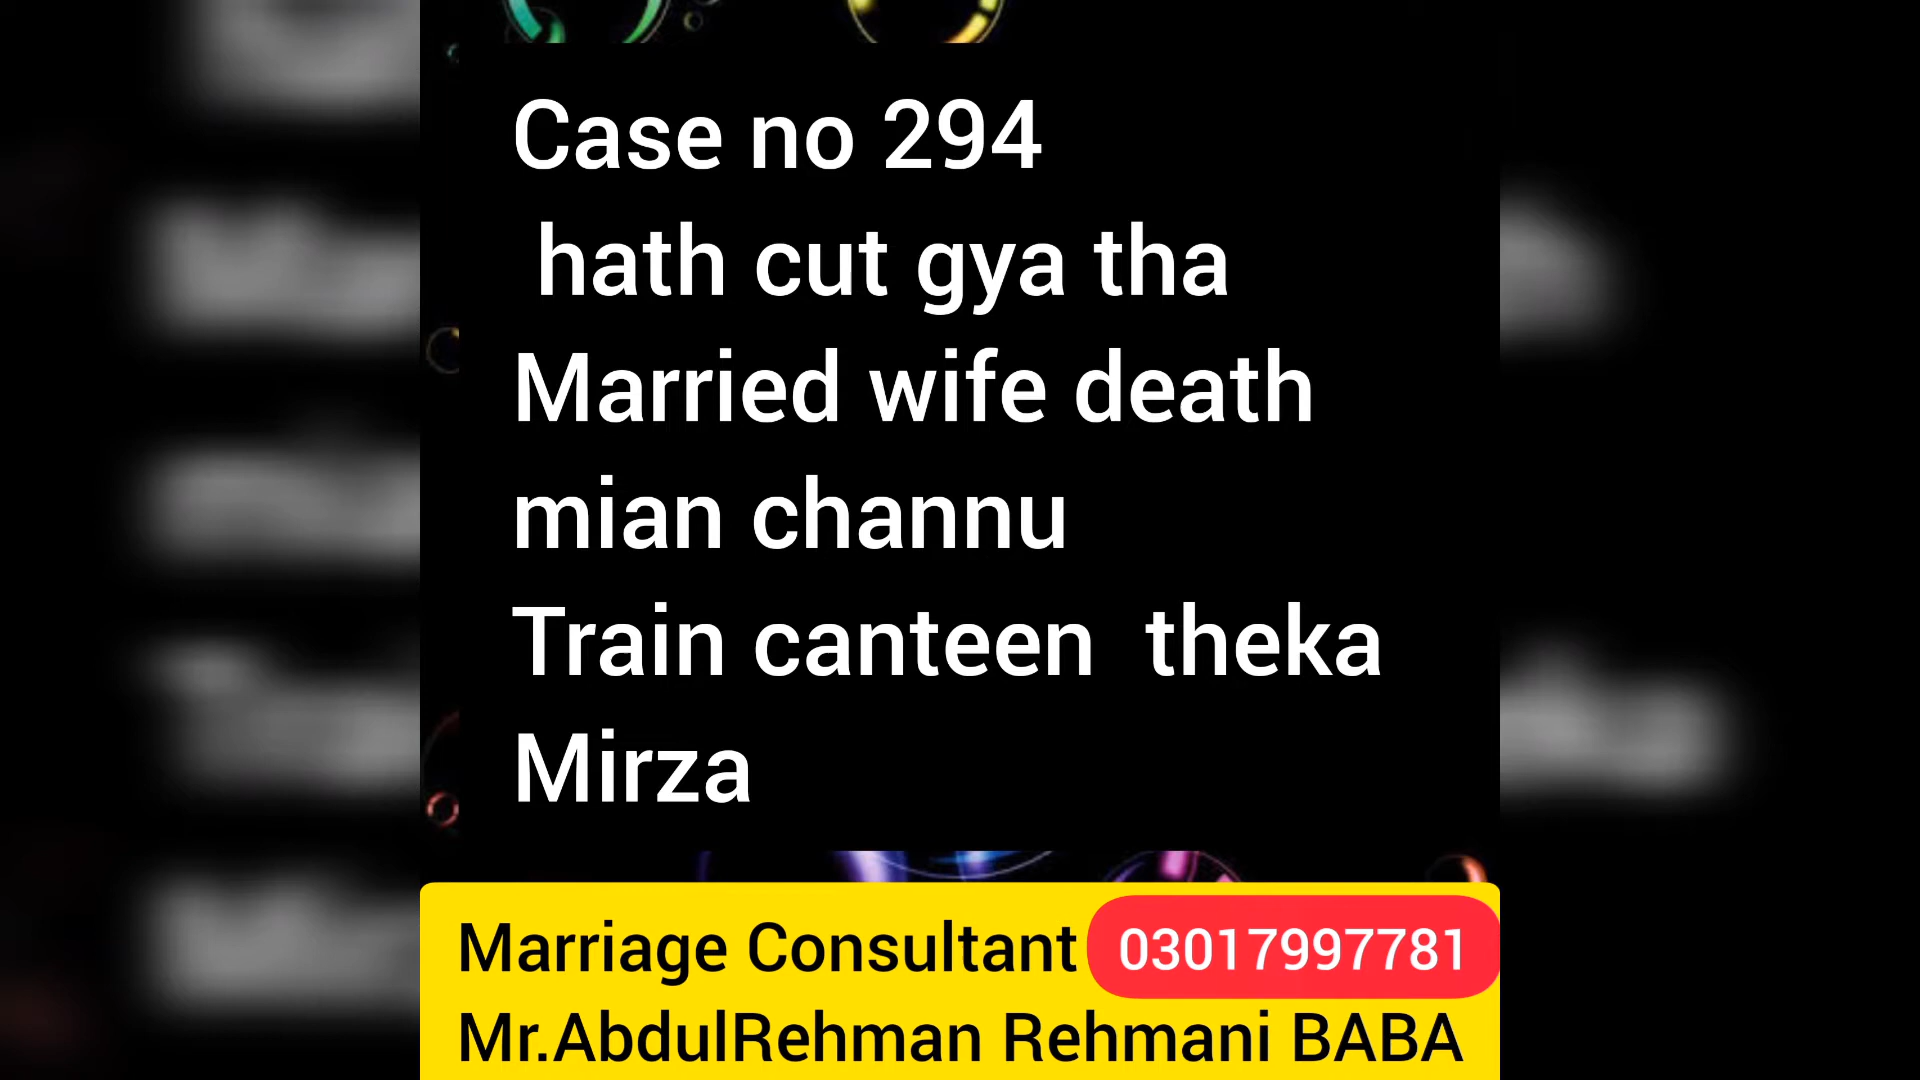 Case no 294
hath cut gya tha
Married wife death
mian channu
Train canteen theka
Mirza
Marriage Consultant 03017997781
Mr.AbdulRehman Rehmani BABA